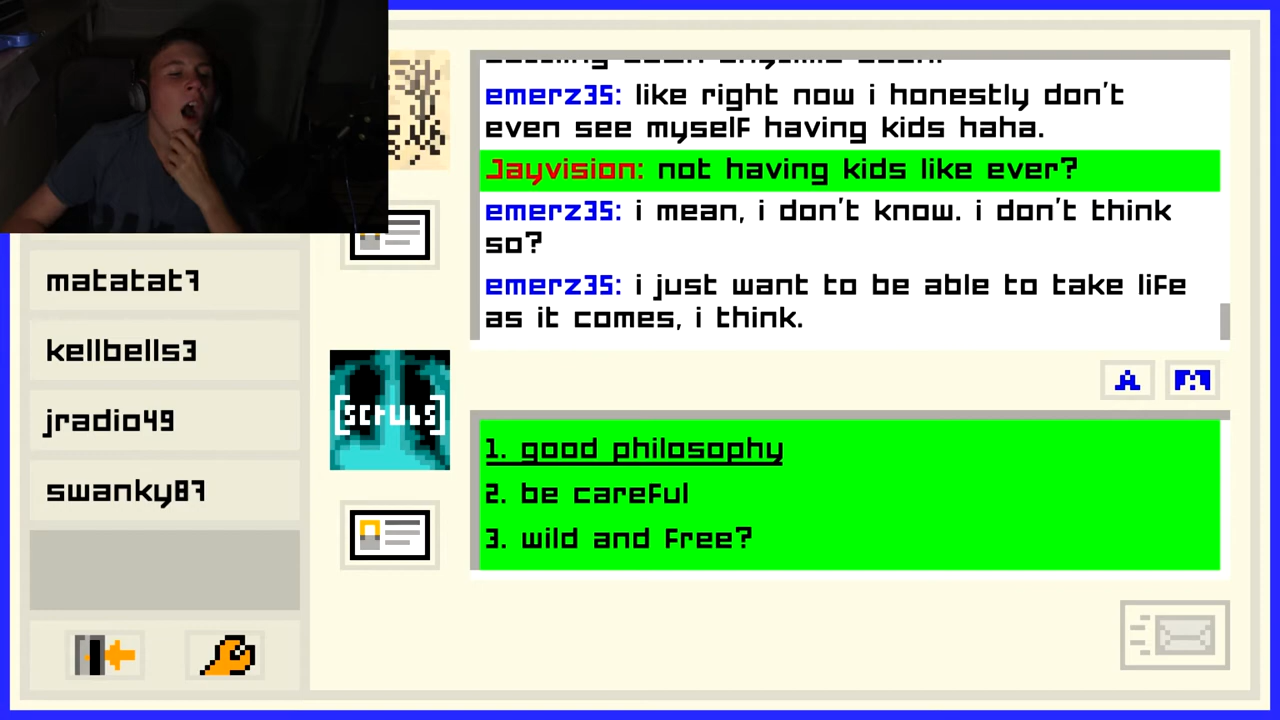 emerz35: like right now i honestly don't
even see myself having kids haha.
Jayvision: not having kids like ever?
emerz35: i mean, i don't know. i don't think
so?
emerz35: i just want to be able to take life
as it comes, i think.
matatat7
kellbells3
jradio49
swanky87
[scrubs]
A
1. good philosophy
2. be careful
3. wild and free?